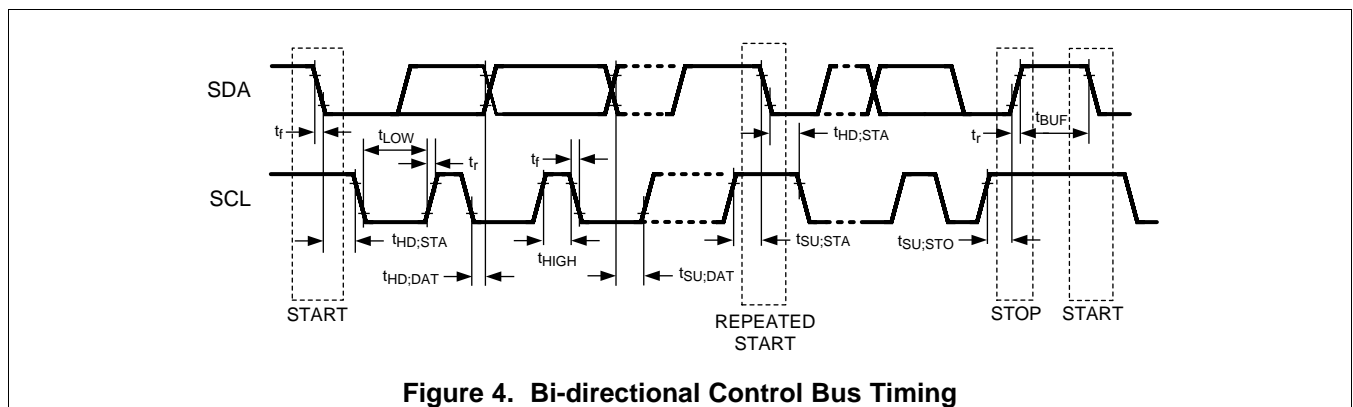 SDA
SCL
tf
tLOW
tr
tf
tHD;STA
tr
tBUF
tHD;STA
tHIGH
tSU;STA
tSU;STO
tHD;DAT
tSU;DAT
START
REPEATED
START
STOP
START
Figure 4. Bi-directional Control Bus Timing